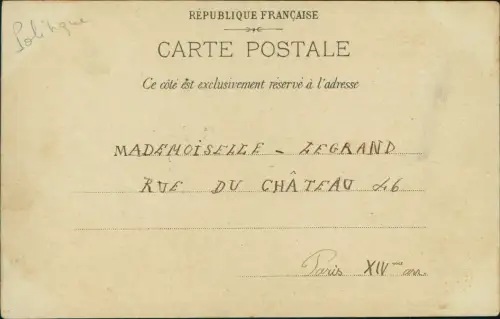 Politique
RÉPUBLIQUE FRANÇAISE
CARTE POSTALE
Ce côté est exclusivement réservé à l'adresse
MADEMOISELLE - LEGRAND
RUE DU CHÂTEAU 46
Paris XIVme arr